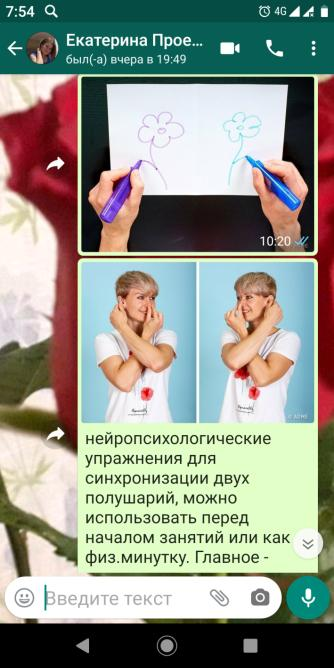 7:54
4G
Екатерина Прое...
был(-а) вчера в 19:49
10:20
нейропсихологические
упражнения для
синхронизации двух
полушарий, можно
использовать перед
началом занятий или как
физ.минутку. Главное -
Введите текст